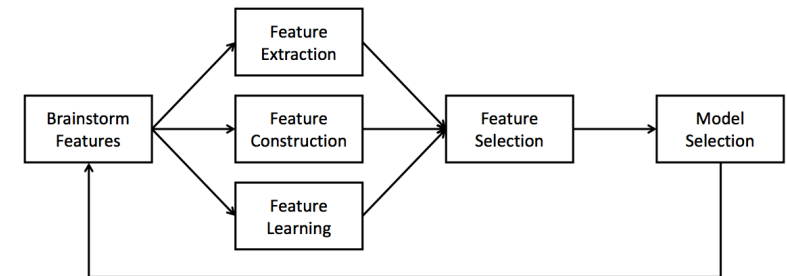 Brainstorm
Features
Feature
Extraction
Feature
Construction
Feature
Learning
Feature
Selection
Model
Selection